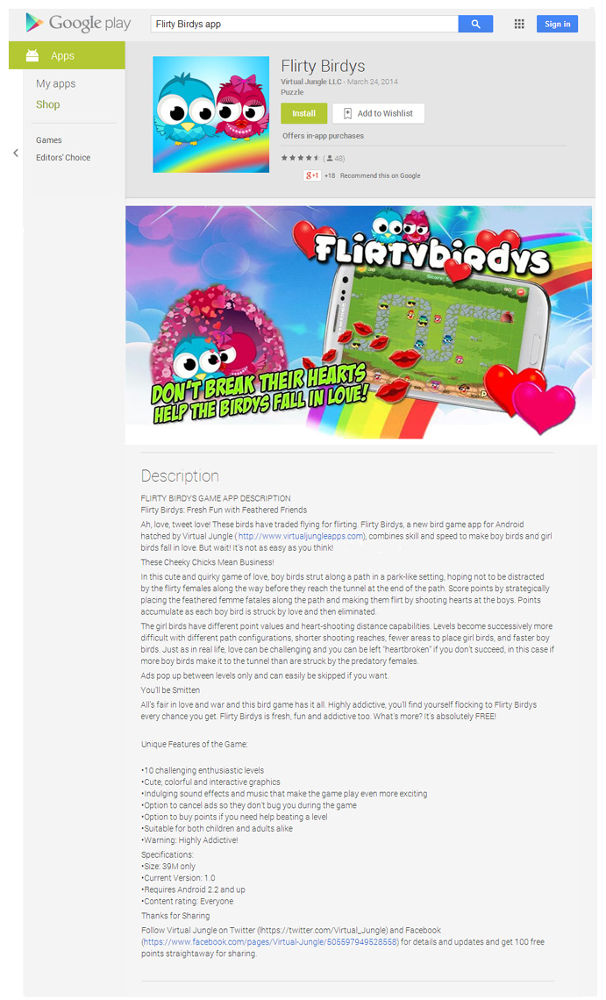 Google play
Flirty Birdys app
Sign in
Apps
My apps
Shop
Games
Editors' Choice
Flirty Birdys
Virtual Jungle LLC - March 24, 2014
Puzzle
Install
Add to Wishlist
Offers in-app purchases
(48)
g+1 +18 Recommend this on Google
FLiRTYBiRdYS
DON'T BREAK THEIR HEARTS
HELP THE BIRDYS FALL IN LOVE!
Description
FLIRTY BIRDYS GAME APP DESCRIPTION
Flirty Birdys: Fresh Fun with Feathered Friends
Ah, love, tweet love! These birds have traded flying for flirting. Flirty Birdys, a new bird game app for Android
hatched by Virtual Jungle ( http://www.virtualjungleapps.com), combines skill and speed to make boy birds and girl
birds fall in love. But wait! It's not as easy as you think!
These Cheeky Chicks Mean Business!
In this cute and quirky game of love, boy birds strut along a path in a park-like setting, hoping not to be distracted
by the flirty females along the way before they reach the tunnel at the end of the path. Score points by strategically
placing the feathered femme fatales along the path and making them flirt by shooting hearts at the boys. Points
accumulate as each boy bird is struck by love and then eliminated.
The girl birds have different point values and heart-shooting distance capabilities. Levels become successively more
difficult with different path configurations, shorter shooting reaches, fewer areas to place girl birds, and faster boy
birds. Just as in real life, love can be challenging and you can be left "heartbroken" if you don't succeed, in this case if
more boy birds make it to the tunnel than are struck by the predatory females.
Ads pop up between levels only and can easily be skipped if you want.
You'll be Smitten
All's fair in love and war and this bird game has it all. Highly addictive, you'll find yourself flocking to Flirty Birdys
every chance you get. Flirty Birdys is fresh, fun and addictive too. What's more? It's absolutely FREE!
Unique Features of the Game:
•10 challenging enthusiastic levels
•Cute, colorful and interactive graphics
•Indulging sound effects and music that make the game play even more exciting
•Option to cancel ads so they don't bug you during the game
•Option to buy points if you need help beating a level
•Suitable for both children and adults alike
•Warning: Highly Addictive!
Specifications:
•Size: 39M only
•Current Version: 1.0
•Requires Android 2.2 and up
•Content rating: Everyone
Thanks for Sharing
Follow Virtual Jungle on Twitter (lhttps://twitter.com/Virtual_Jungle) and Facebook
(https://www.facebook.com/pages/Virtual-Jungle/505597949528558) for details and updates and get 100 free
points straightaway for sharing.